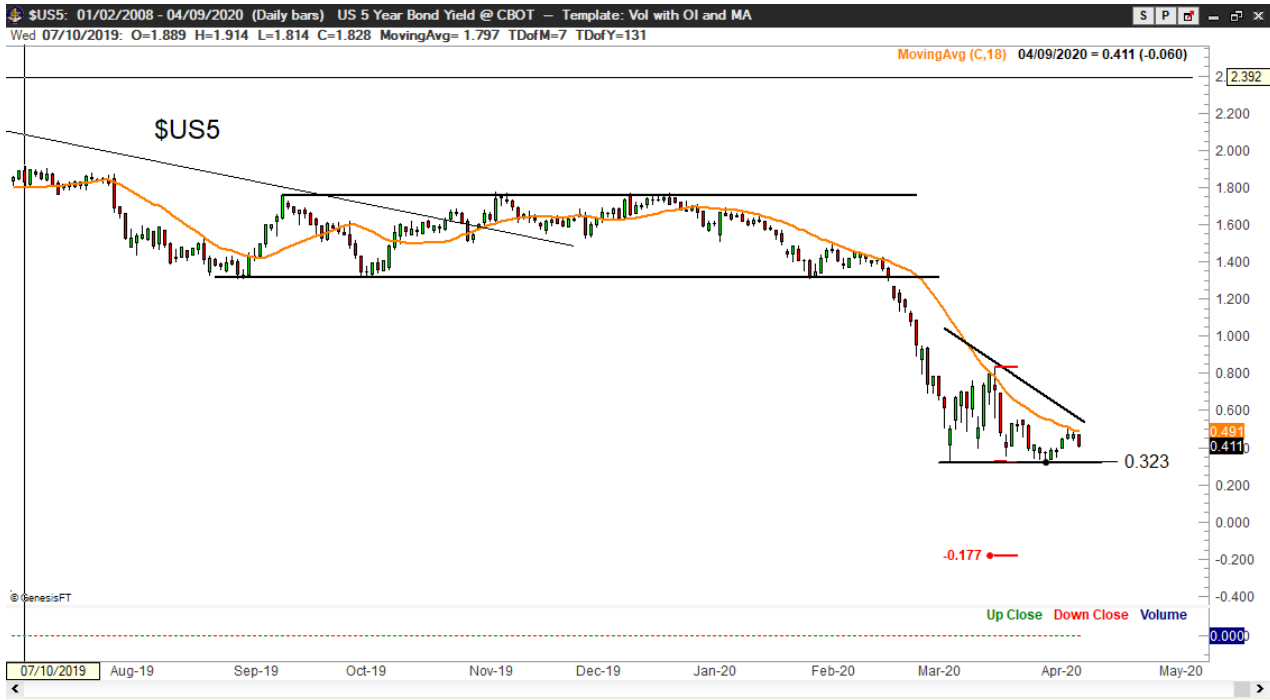 $US5: 01/02/2008 - 04/09/2020 (Daily bars) US 5 Year Bond Yield @ CBOT – Template: Vol with OI and MA
S P
Wed 07/10/2019: O=1.889 H=1.914 L=1.814 C=1.828 MovingAvg= 1.797 TDofM=7 TDofY=131
MovingAvg (C,18) 04/09/2020 = 0.411 (-0.060)
2. 2.392
$US5
2.200
2.000
1.800
1.600
1.400
1.200
1.000
0.800
0.600
0.491
0.411
0.323
0.200
0.000
-0.177
-0.200
-0.400
© GenesisFT
Up Close Down Close Volume
0.0000
07/10/2019 Aug-19 Sep-19 Oct-19 Nov-19 Dec-19 Jan-20 Feb-20 Mar-20 Apr-20 May-20